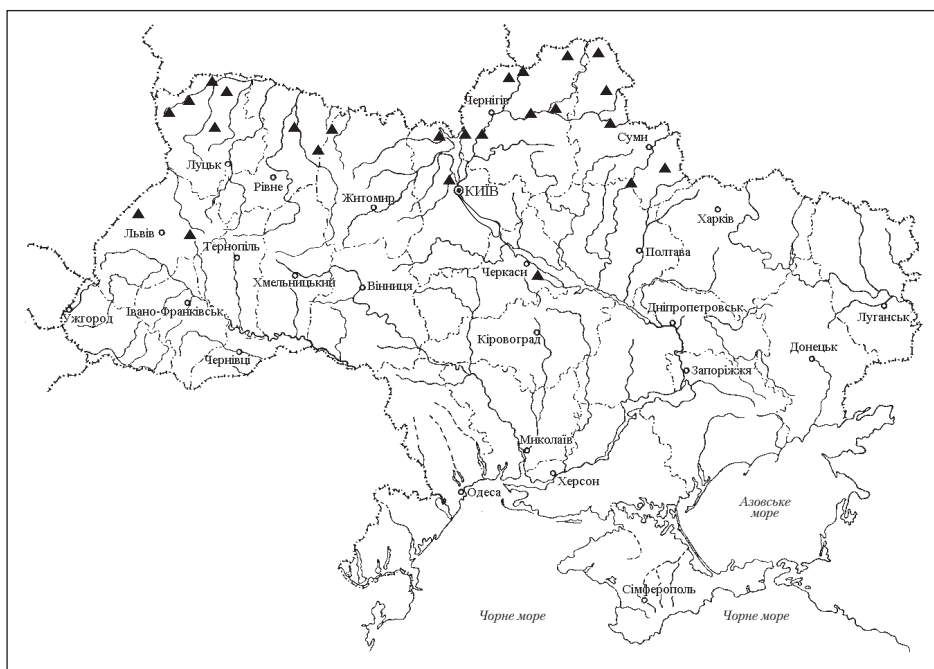 Чернігів
Суми
Луцьк
Рівне
КИЇВ
Житомир
Харків
Львів
Тернопіль
Полтава
Черкаси
Хмельницький
Вінниця
Ужгород
Івано-Франківськ
Дніпропетровськ
Луганськ
Кіровоград
Донецьк
Чернівці
Запоріжжя
Миколаїв
Херсон
Одеса
Азовське
море
Сімферополь
Чорне море
Чорне море